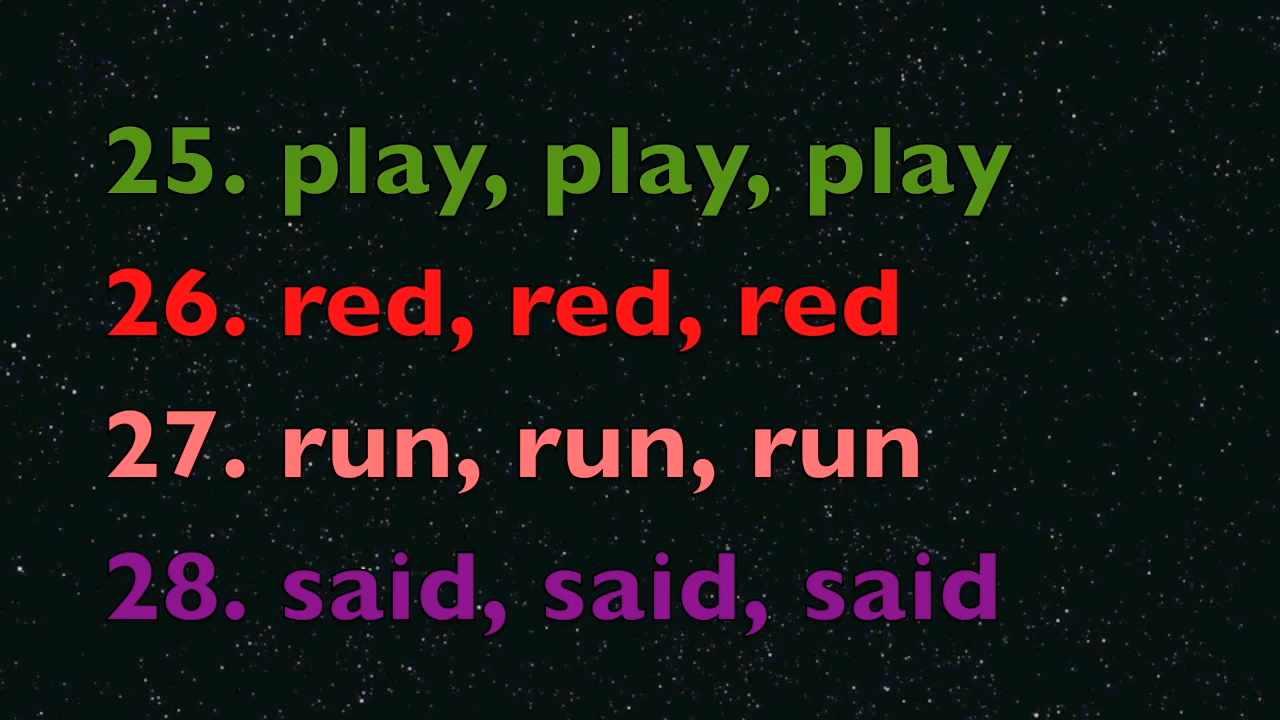 25. play, play, play
26. red, red, red
27. run, run, run
28. said, said, said